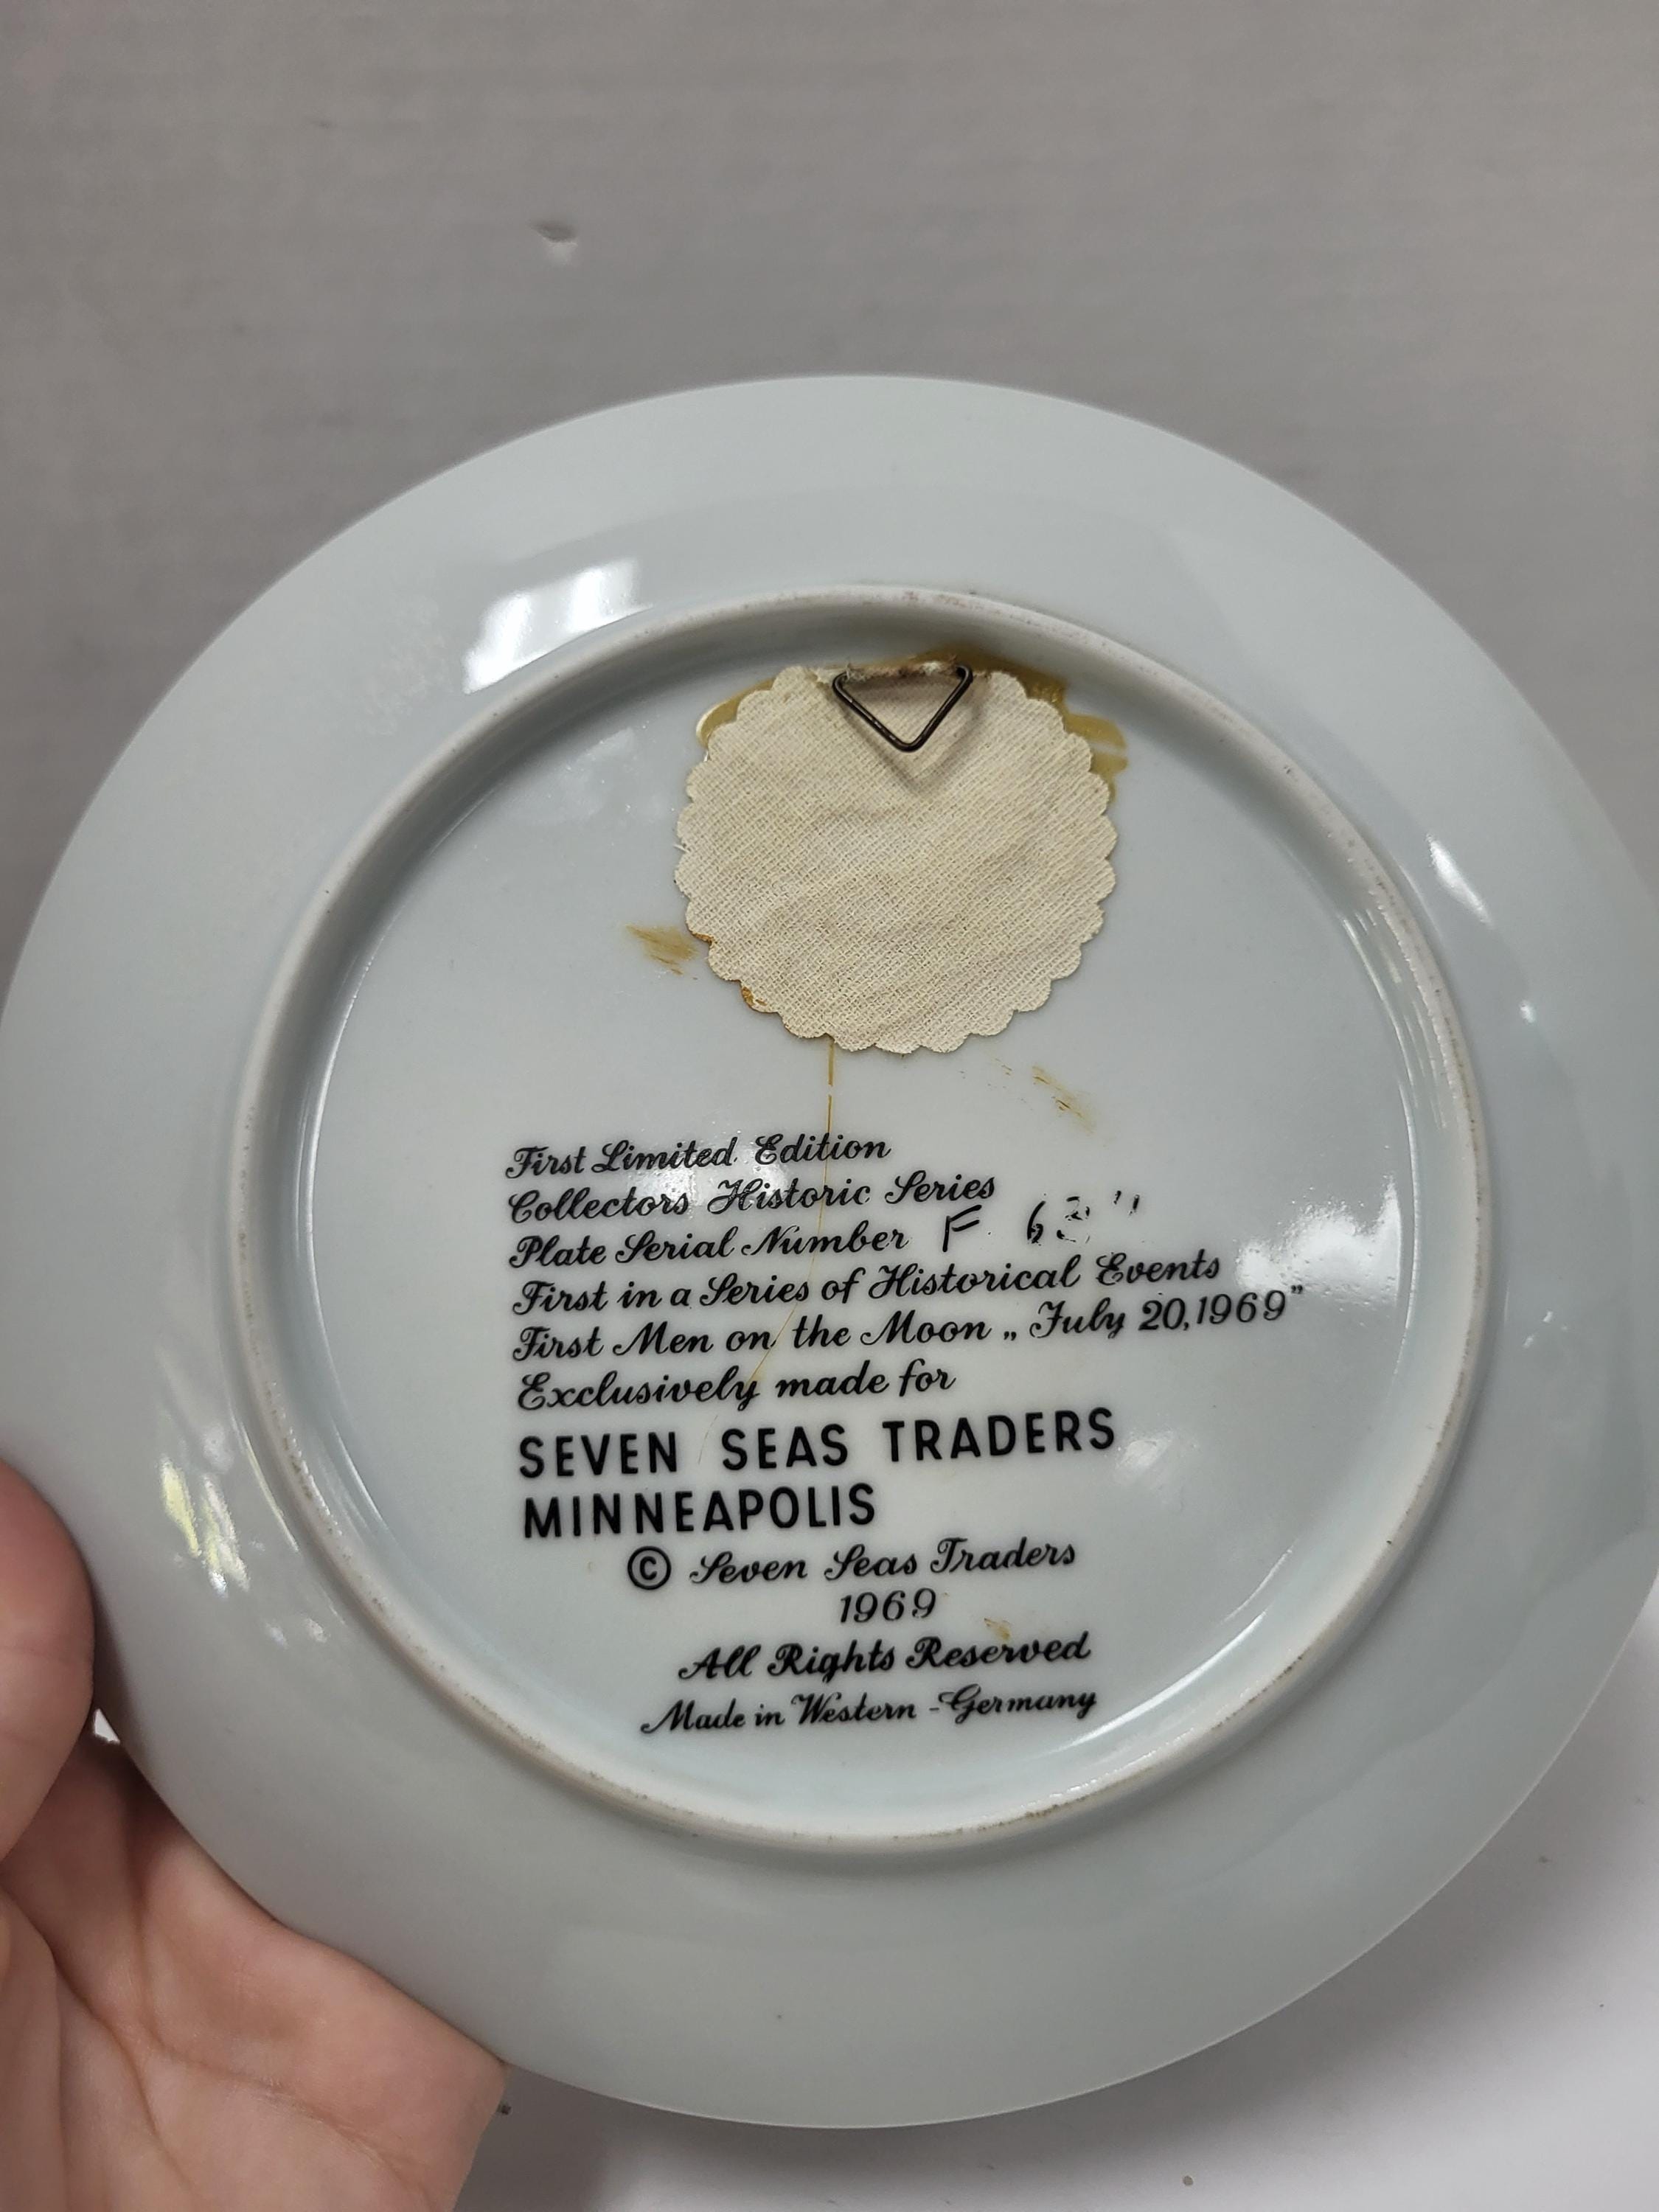 First Limited Edition
Collectors Historic Series
Plate Serial Number F
First in a Series of Historical Events
First Men on the Moon „ July 20, 1969”
Exclusively made for
SEVEN SEAS TRADERS
MINNEAPOLIS
© Seven Seas Traders
1969
All Rights Reserved
Made in Western - Germany